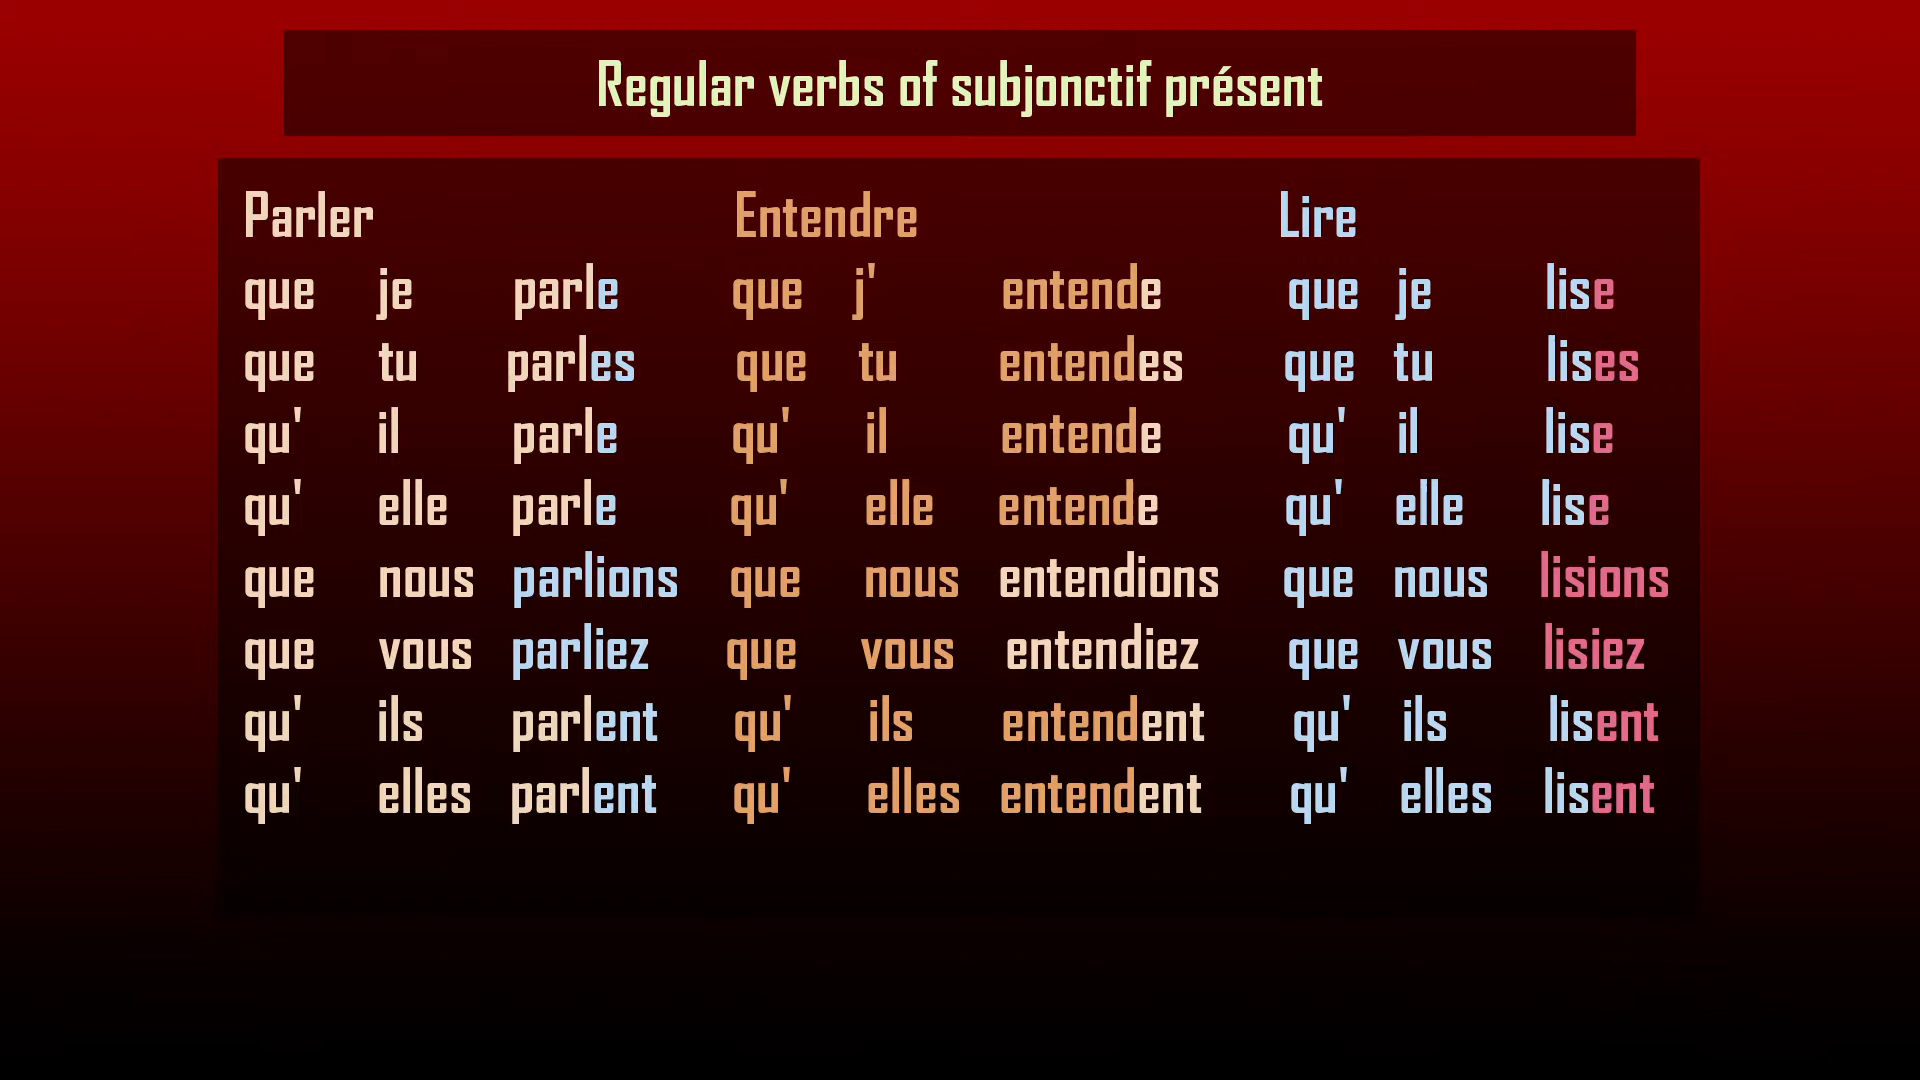 Regular verbs of subjonctif présent
Parler Entendre Lire
que je parle que j' entende que je lise
que tu parles que tu entendes que tu lises
qu' il parle qu' il entende qu' il lise
qu' elle parle qu' elle entende qu' elle lise
que nous parlions que nous entendions que nous lisions
que vous parliez que vous entendiez que vous lisiez
qu' ils parlent qu' ils entendent qu' ils lisent
qu' elles parlent qu' elles entendent qu' elles lisent